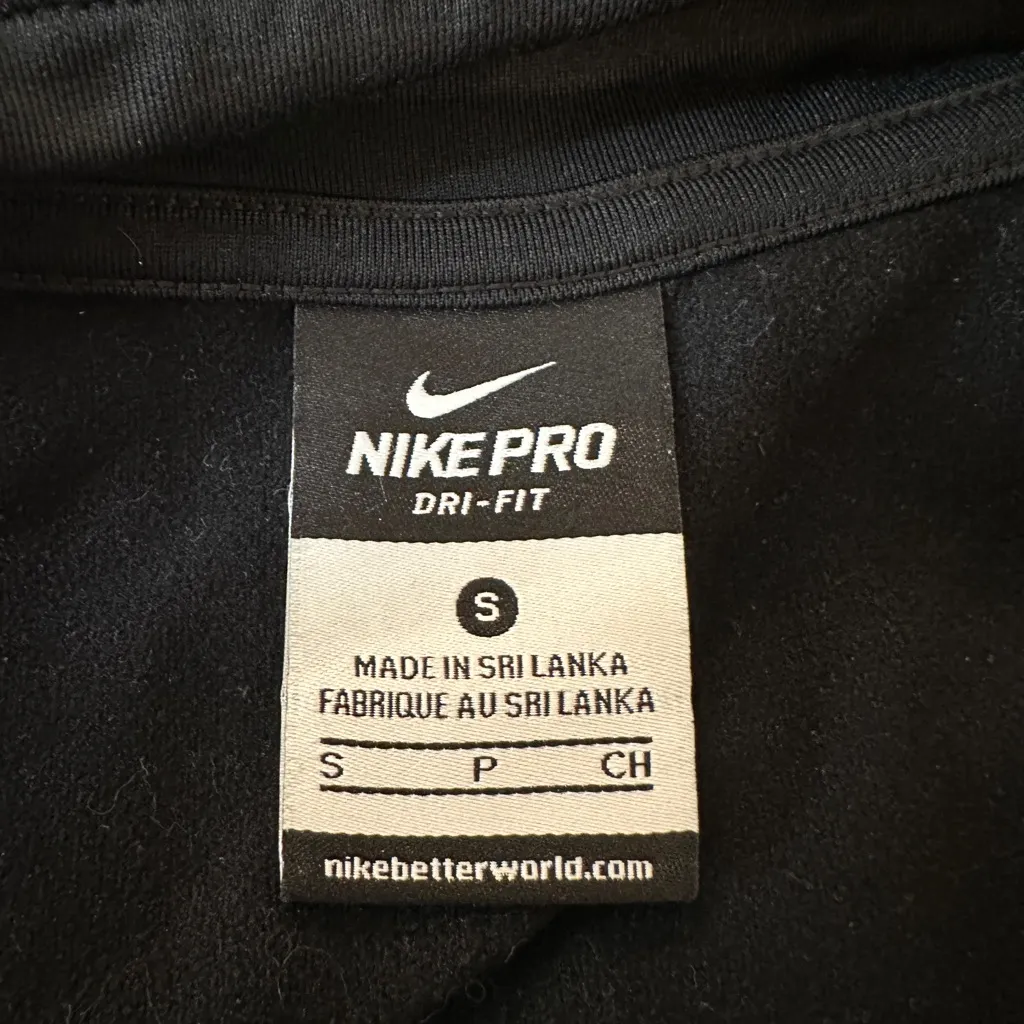 NIKE PRO
DRI-FIT
S
MADE IN SRI LANKA
FABRIQUE AU SRI LANKA
S P CH
nikebetterworld.com